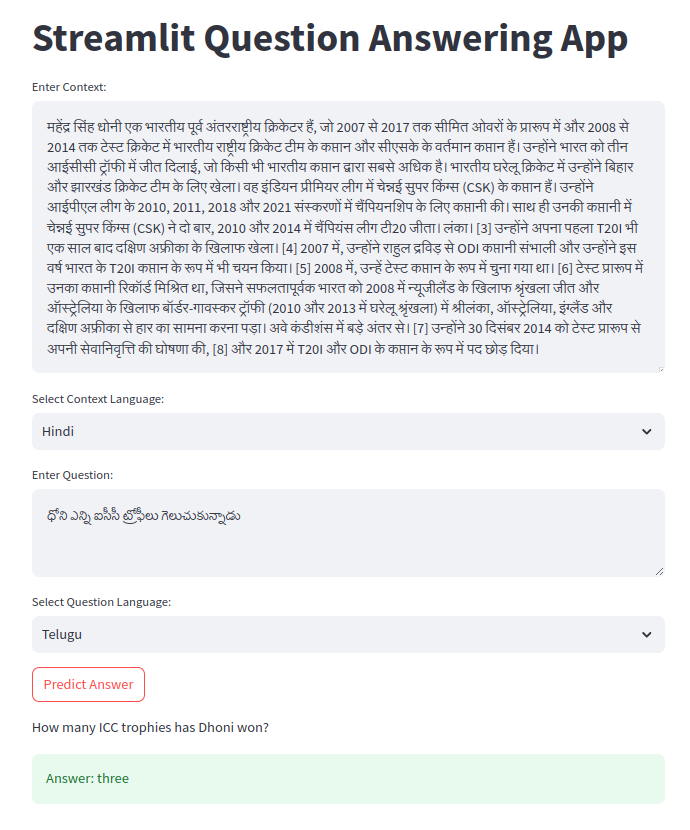 Streamlit Question Answering App
Enter Context:
महेंद्र सिंह धोनी एक भारतीय पूर्व अंतरराष्ट्रीय क्रिकेटर हैं, जो 2007 से 2017 तक सीमित ओवरों के प्रारूप में और 2008 से
2014 तक टेस्ट क्रिकेट में भारतीय राष्ट्रीय क्रिकेट टीम के कप्तान और सीएसके के वर्तमान कप्तान हैं। उन्होंने भारत को तीन
आईसीसी ट्रॉफी में जीत दिलाई, जो किसी भी भारतीय कप्तान द्वारा सबसे अधिक है। भारतीय घरेलू क्रिकेट में उन्होंने बिहार
और झारखंड क्रिकेट टीम के लिए खेला। वह इंडियन प्रीमियर लीग में चेन्नई सुपर किंग्स (CSK) के कप्तान हैं। उन्होंने
आईपीएल लीग के 2010, 2011, 2018 और 2021 संस्करणों में चैंपियनशिप के लिए कप्तानी की। साथ ही उनकी कप्तानी में
चेन्नई सुपर किंग्स (CSK) ने दो बार, 2010 और 2014 में चैंपियंस लीग टी20 जीता। लंका। [3] उन्होंने अपना पहला T20I भी
एक साल बाद दक्षिण अफ्रीका के खिलाफ खेला। [4] 2007 में, उन्होंने राहुल द्रविड़ से ODI कप्तानी संभाली और उन्होंने इस
वर्ष भारत के T20I कप्तान के रूप में भी चयन किया। [5] 2008 में, उन्हें टेस्ट कप्तान के रूप में चुना गया था। [6] टेस्ट प्रारूप में
उनका कप्तानी रिकॉर्ड मिश्रित था, जिसने सफलतापूर्वक भारत को 2008 में न्यूजीलैंड के खिलाफ श्रृंखला जीत और
ऑस्ट्रेलिया के खिलाफ बॉर्डर-गावस्कर ट्रॉफी (2010 और 2013 में घरेलू श्रृंखला) में श्रीलंका, ऑस्ट्रेलिया, इंग्लैंड और
दक्षिण अफ्रीका से हार का सामना करना पड़ा। अवे कंडीशंस में बड़े अंतर से। [7] उन्होंने 30 दिसंबर 2014 को टेस्ट प्रारूप से
अपनी सेवानिवृत्ति की घोषणा की, [8] और 2017 में T20I और ODI के कप्तान के रूप में पद छोड़ दिया।
Select Context Language:
Hindi
Enter Question:
ధోని ఎన్ని ఐసీసీ ట్రోఫీలు గెలుచుకున్నాడు
Select Question Language:
Telugu
Predict Answer
How many ICC trophies has Dhoni won?
Answer: three